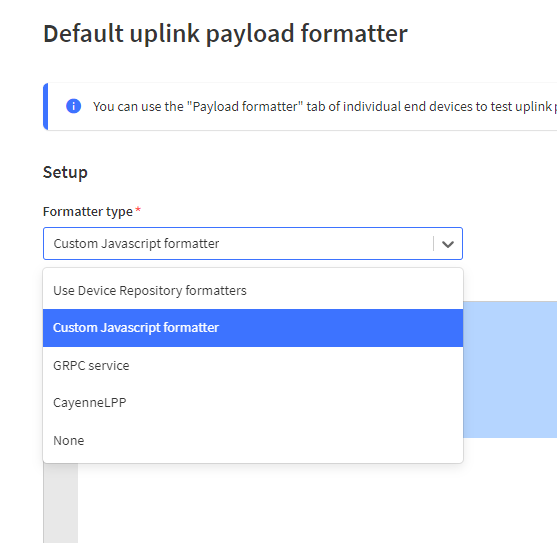 Default uplink payload formatter
You can use the "Payload formatter" tab of individual end devices to test uplink
Setup
Formatter type *
Custom Javascript formatter
Use Device Repository formatters
Custom Javascript formatter
GRPC service
CayenneLPP
None